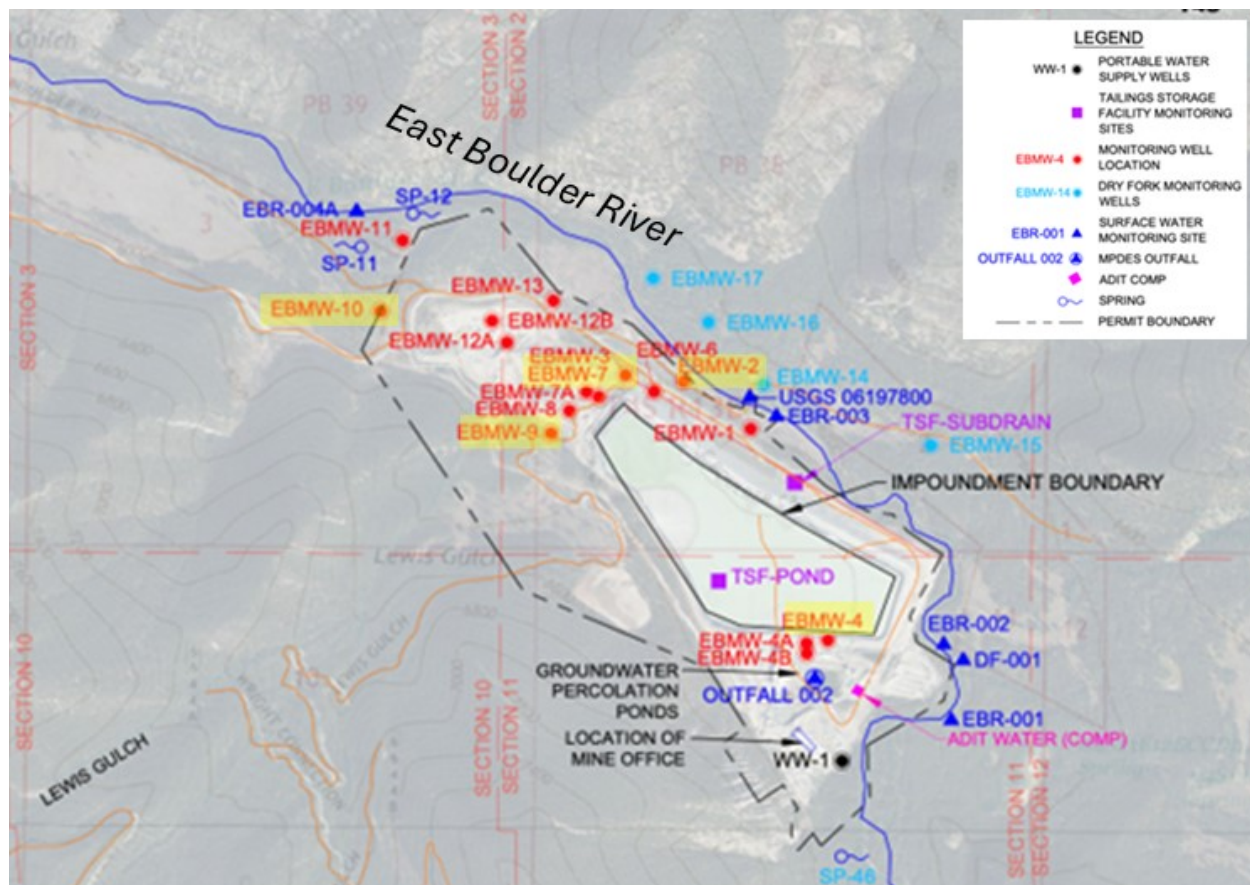 LEGEND
WW-1
PORTABLE WATER
SUPPLY WELLS
TAILINGS STORAGE
FACILITY MONITORING
SITES
EBMW-4
MONITORING WELL
LOCATION
EBMW-14
DRY FORK MONITORING
WELLS
EBR-001
SURFACE WATER
MONITORING SITE
OUTFALL 002
MPDES OUTFALL
ADIT COMP
SPRING
PERMIT BOUNDARY
Gulch
SECTION 3
SECTION 2
PB 39
East Boulder River
PB 38
3
SP-12
EBR-004A
EBMW-11
SP-11
EBMW-17
EBMW-13
EBMW-10
EBMW-12B
EBMW-16
SECTION 3
EBMW-12A
EBMW-3
EBMW-6
EBMW-7
EBMW-2
EBMW-14
EBMW-7A
USGS 06197800
EBMW-8
EBR-003
EBMW-9
EBMW-1
TSF-SUBDRAIN
EBMW-15
IMPOUNDMENT BOUNDARY
Lewis Gulch
TSF-POND
EBMW-4
EBMW-4A
EBMW-4B
EBR-002
12
DF-001
GROUNDWATER
PERCOLATION
PONDS
OUTFALL 002
EBR-001
ADIT WATER (COMP)
LOCATION OF
MINE OFFICE
WW-1
SECTION 10
SECTION 10
SECTION 11
LEWIS GULCH
LEWIS GULCH
SECTION 11
SECTION 12
SP-46